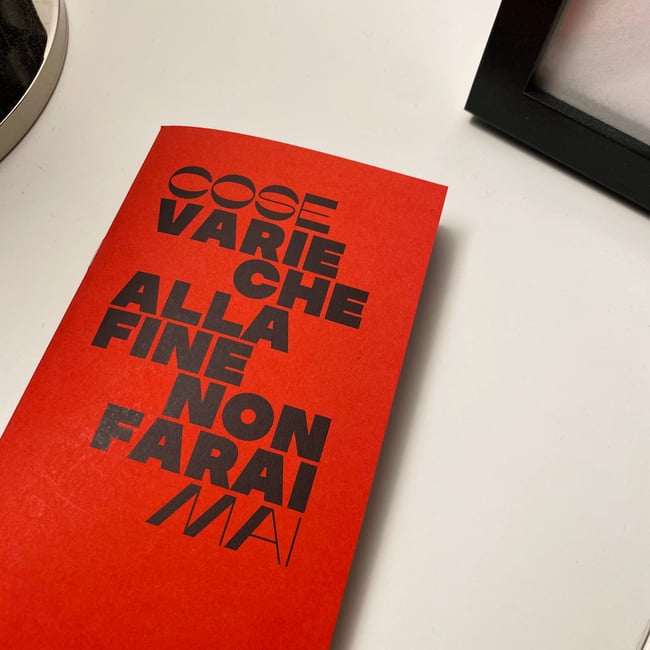 COSE
VARIE
CHE
ALLA
FINE
NON
FARAI
MAI